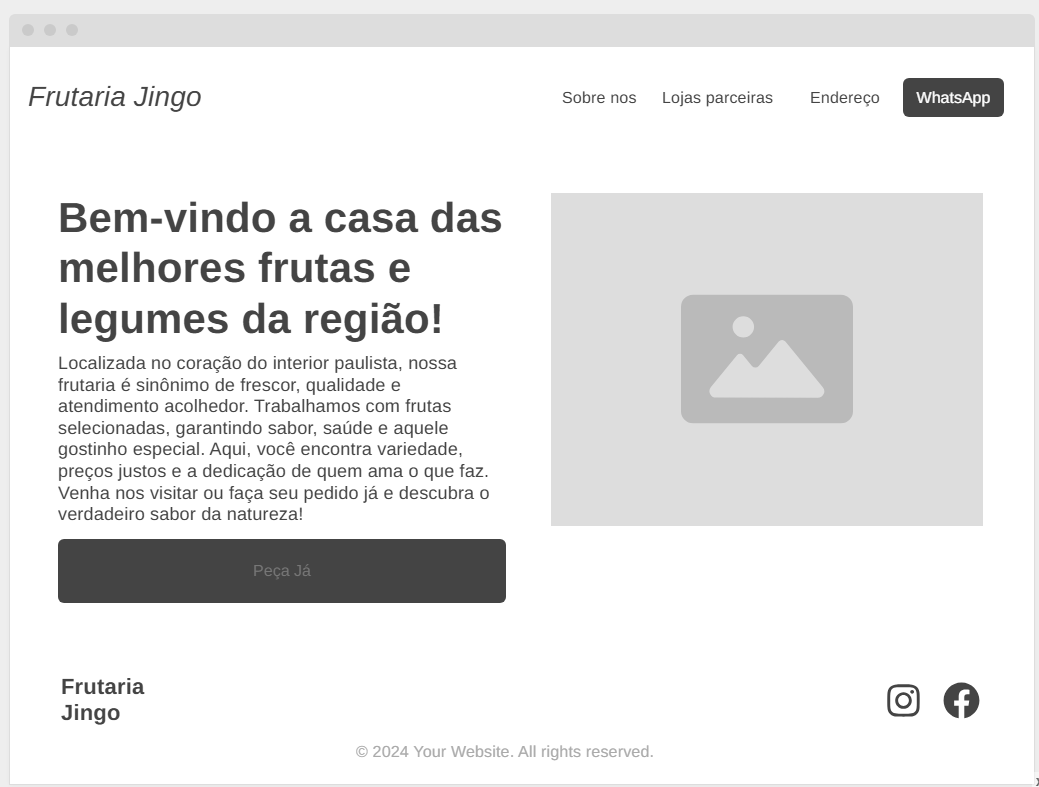 Frutaria Jingo
Sobre nos
Lojas parceiras
Endereço
WhatsApp
Bem-vindo a casa das
melhores frutas e
legumes da região!
Localizada no coração do interior paulista, nossa
frutaria é sinônimo de frescor, qualidade e
atendimento acolhedor. Trabalhamos com frutas
selecionadas, garantindo sabor, saúde e aquele
gostinho especial. Aqui, você encontra variedade,
preços justos e a dedicação de quem ama o que faz.
Venha nos visitar ou faça seu pedido já e descubra o
verdadeiro sabor da natureza!
Peça Já
Frutaria
Jingo
© 2024 Your Website. All rights reserved.